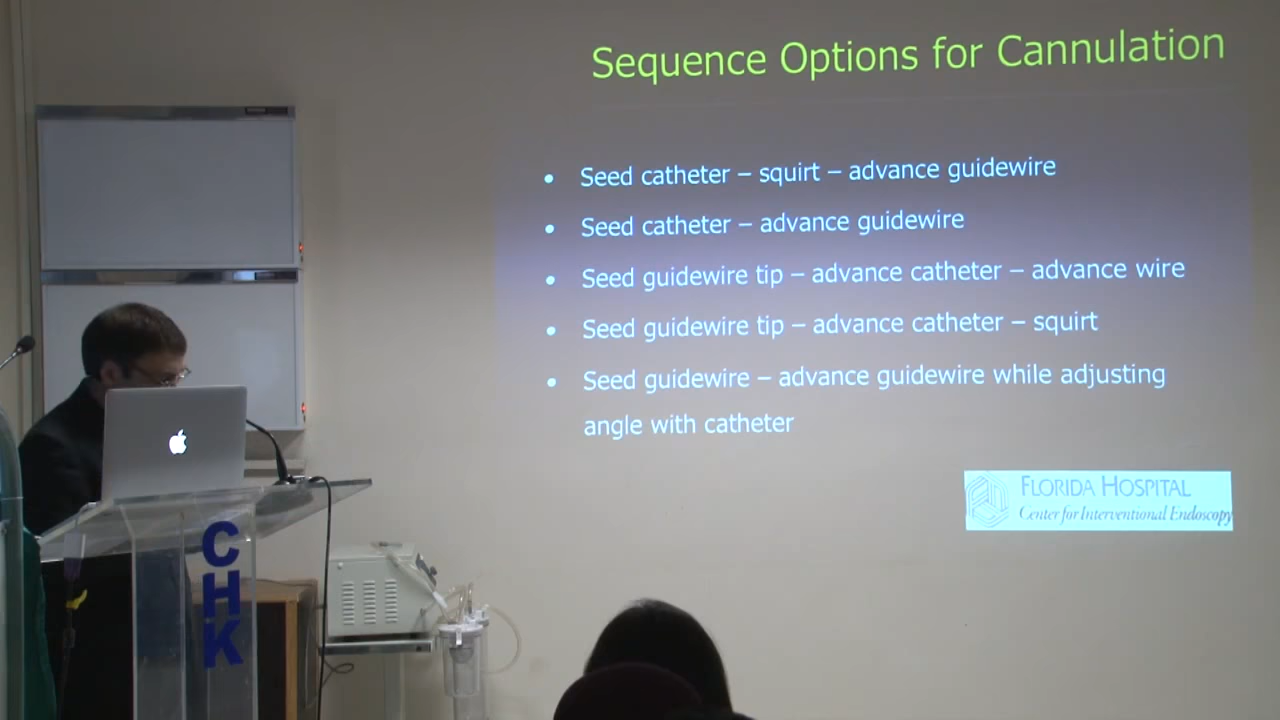 Sequence Options for Cannulation
• Seed catheter – squirt – advance guidewire
• Seed catheter – advance guidewire
• Seed guidewire tip – advance catheter – advance wire
• Seed guidewire tip – advance catheter – squirt
• Seed guidewire – advance guidewire while adjusting
angle with catheter
FLORIDA HOSPITAL
Center for Interventional Endoscopy
CHK